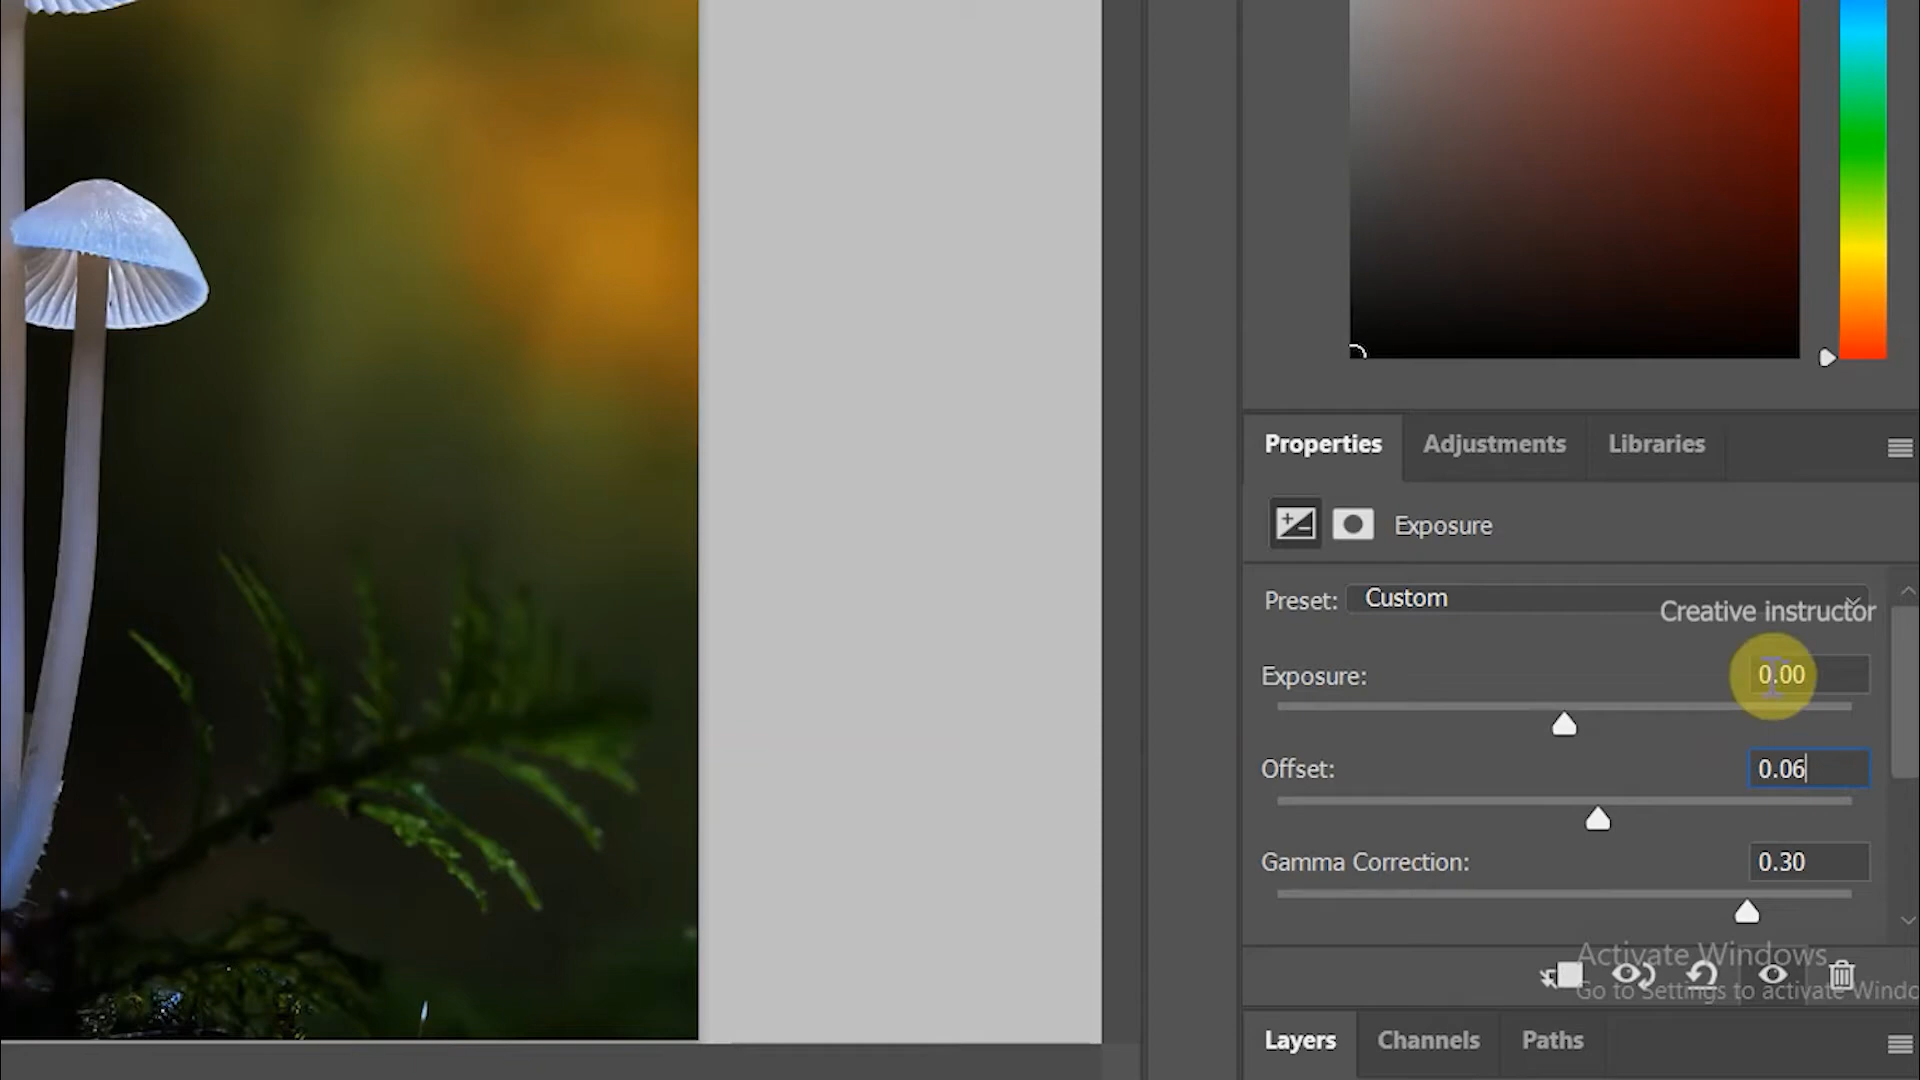 Properties
Adjustments
Libraries
Exposure
Preset:
Custom
Creative instructor
Exposure:
0.00
Offset:
0.06
Gamma Correction:
0.30
Activate Windows
Go to Settings to activate Windo
Layers
Channels
Paths